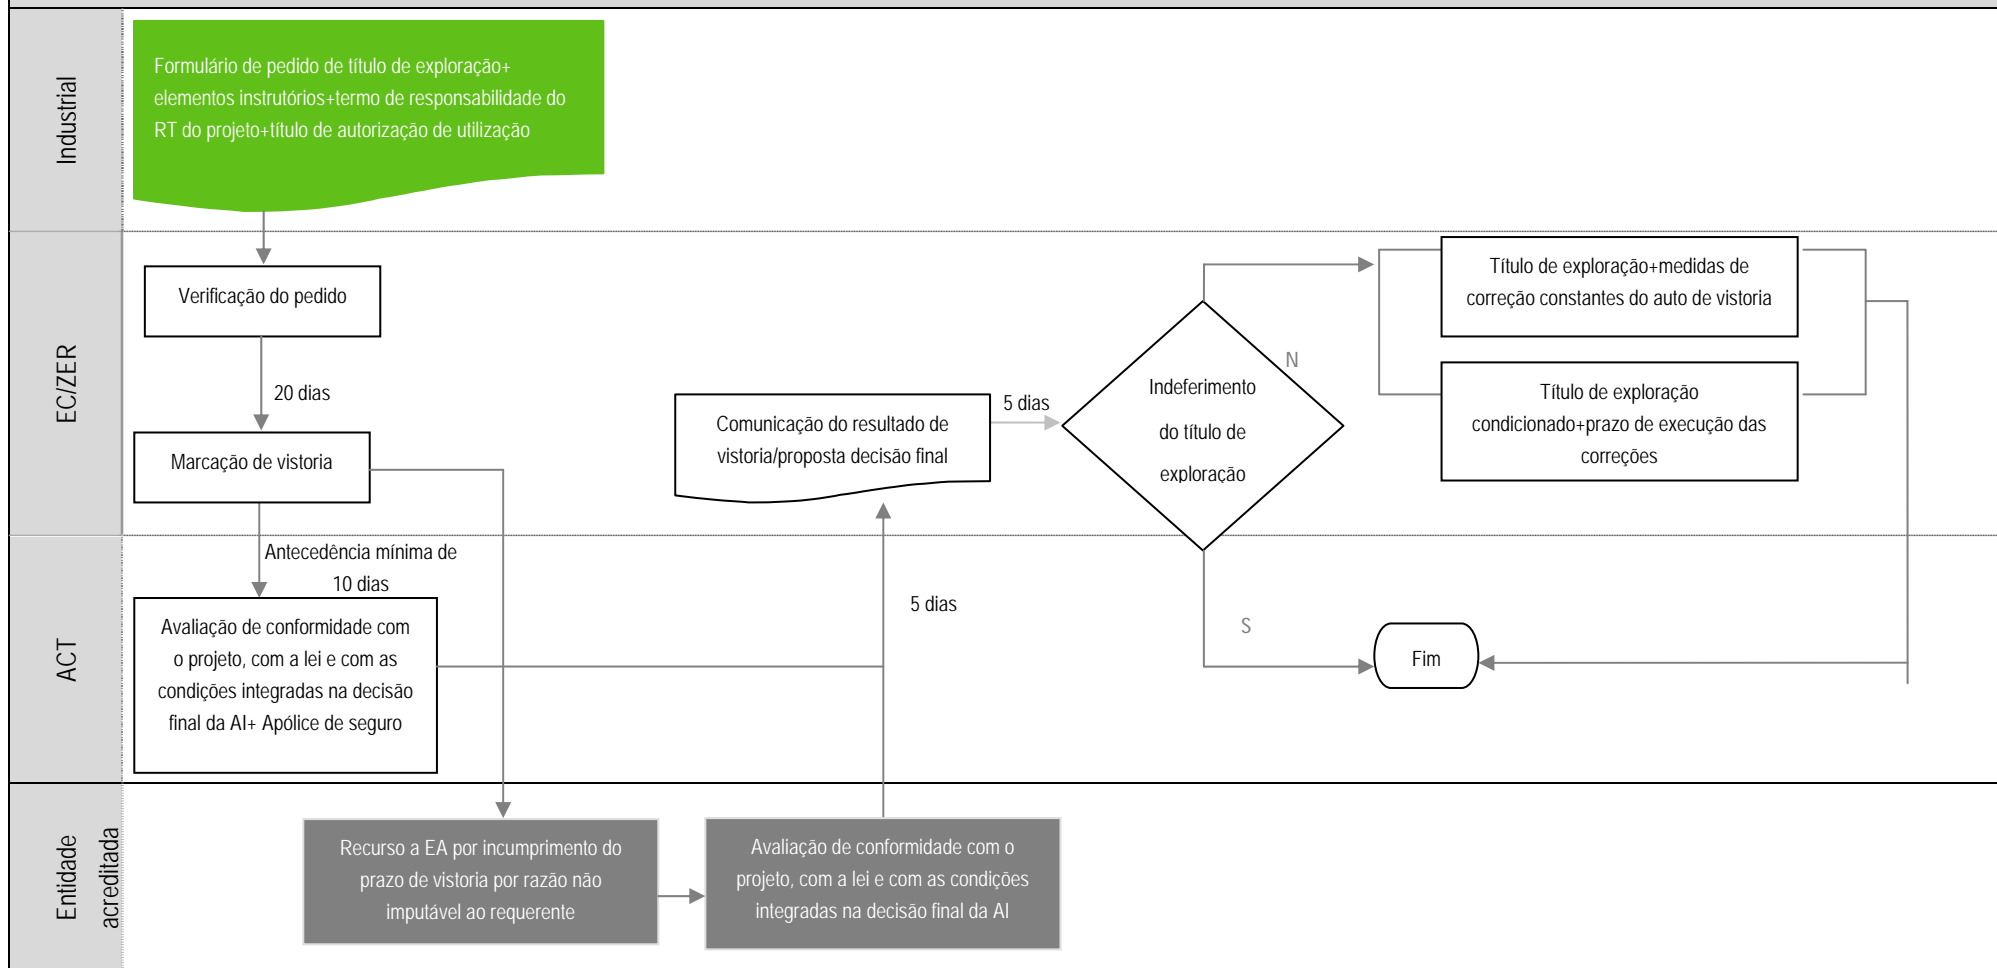 Industrial
Formulário de pedido de título de exploração+
elementos instrutórios+termo de responsabilidade do
RT do projeto+título de autorização de utilização
EC/ZER
Verificação do pedido
20 dias
Marcação de vistoria
Comunicação do resultado de
vistoria/proposta decisão final
5 dias
Indeferimento
do título de
exploração
N
Título de exploração+medidas de
correção constantes do auto de vistoria
Título de exploração
condicionado+prazo de execução das
correções
ACT
Antecedência mínima de
10 dias
Avaliação de conformidade com
o projeto, com a lei e com as
condições integradas na decisão
final da AI+ Apólice de seguro
5 dias
S
Fim
Entidade
acreditada
Recurso a EA por incumprimento do
prazo de vistoria por razão não
imputável ao requerente
Avaliação de conformidade com o
projeto, com a lei e com as condições
integradas na decisão final da AI